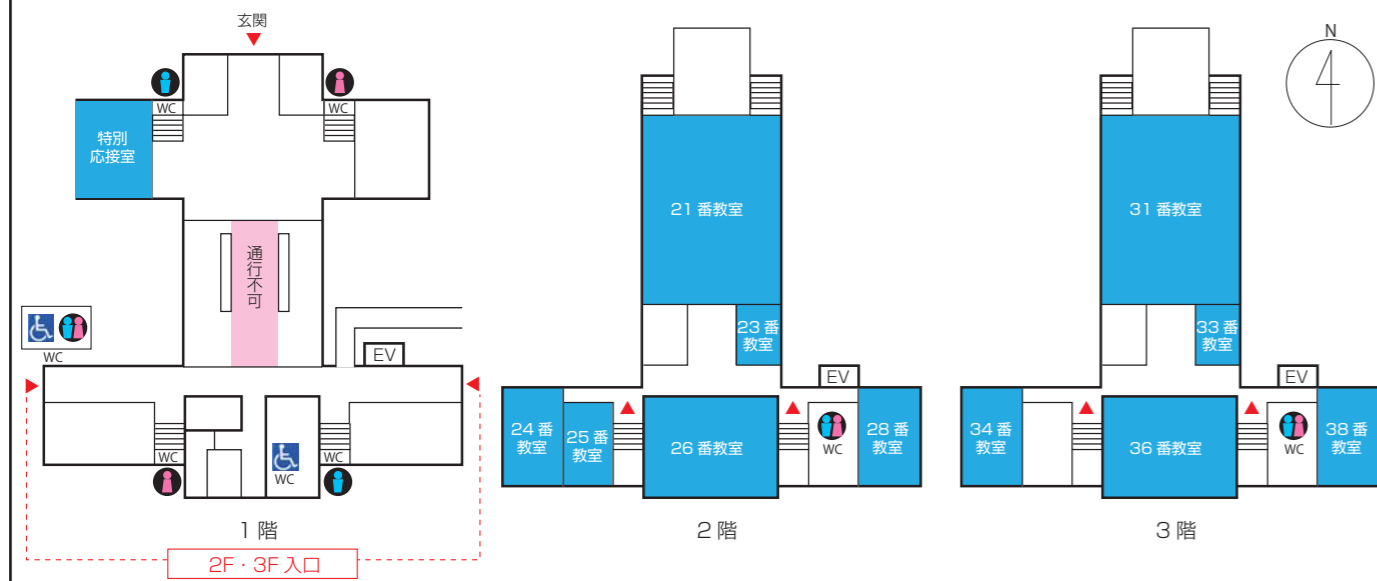 玄関
WC
WC
特別
応接室
通行不可
WC
EV
WC
WC
WC
1 階
2F・3F 入口
21 番教室
23 番
教室
EV
24 番
教室
25 番
教室
26 番教室
WC
28 番
教室
2 階
N
31 番教室
33 番
教室
EV
34 番
教室
36 番教室
WC
38 番
教室
3 階